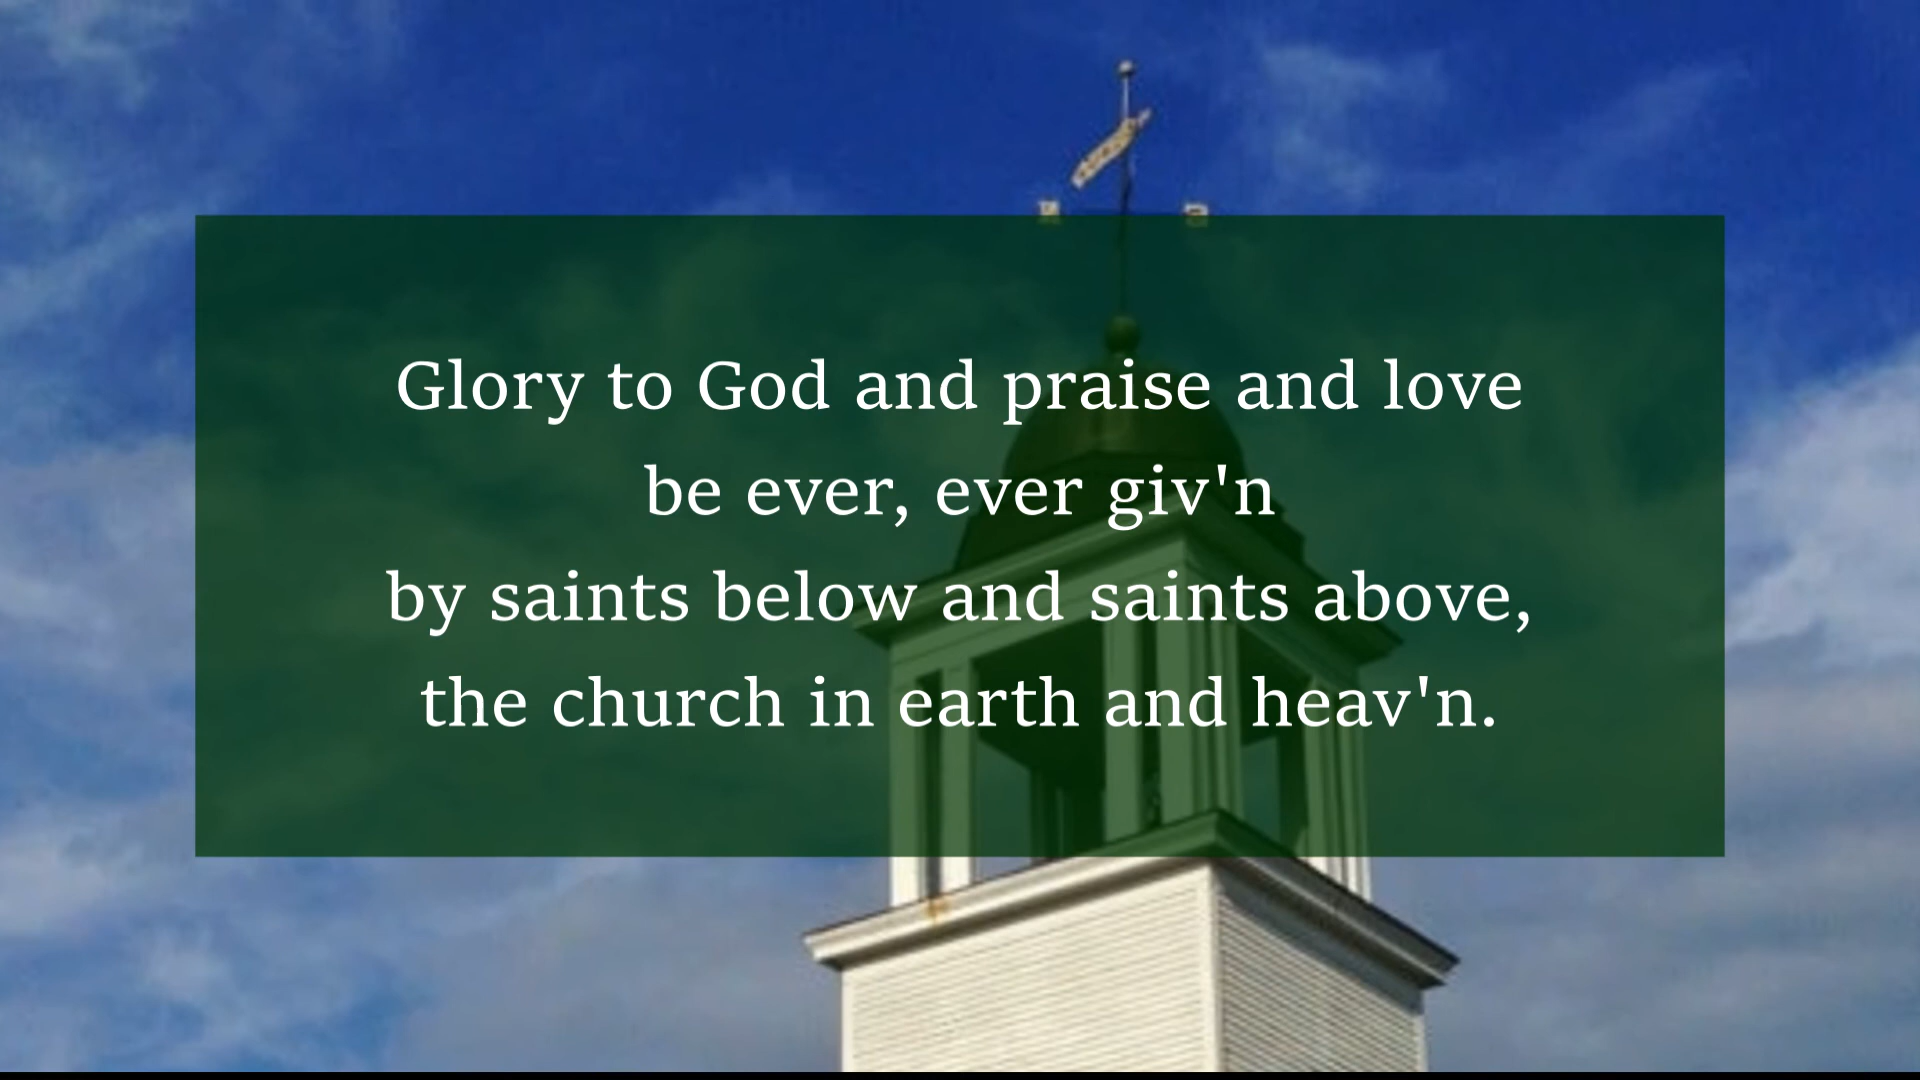 Glory to God and praise and love
be ever, ever giv'n
by saints below and saints above,
the church in earth and heav'n.